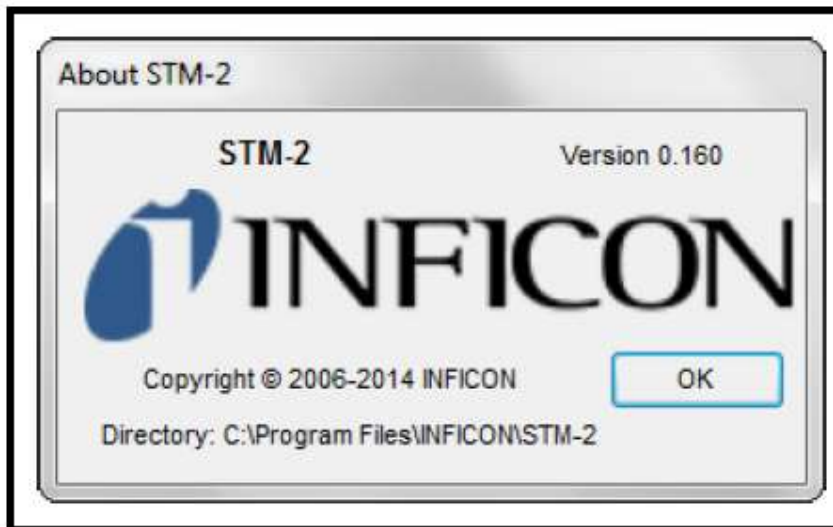 About STM-2
STM-2 Version 0.160
INFICON
Copyright © 2006-2014 INFICON OK
Directory: C:\Program Files\INFICON\STM-2